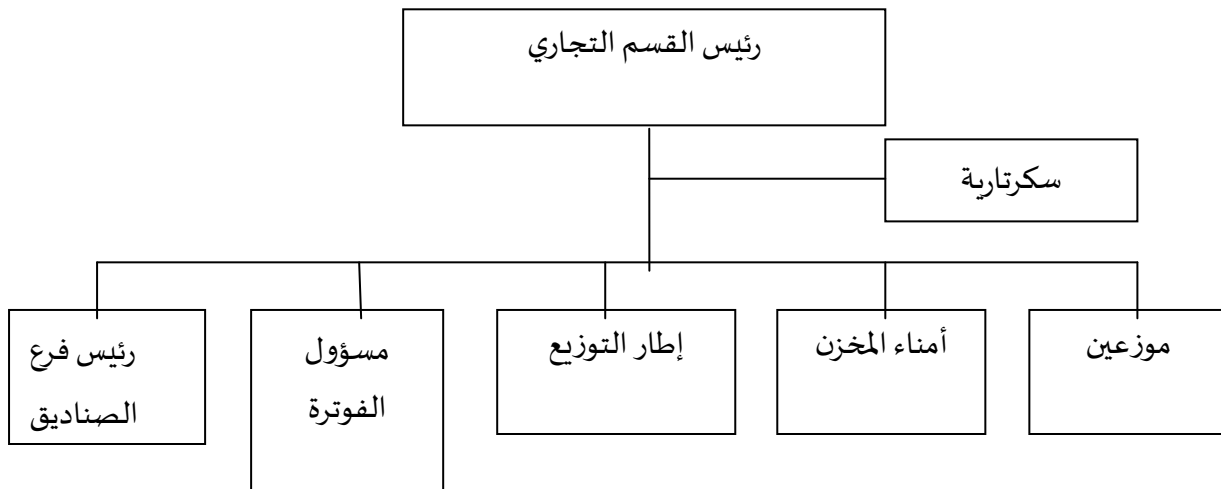 رئيس القسم التجاري
سكرتارية
موزعين
أمناء المخزن
إطار التوزيع
مسؤول
الفوترة
رئيس فرع
الصناديق